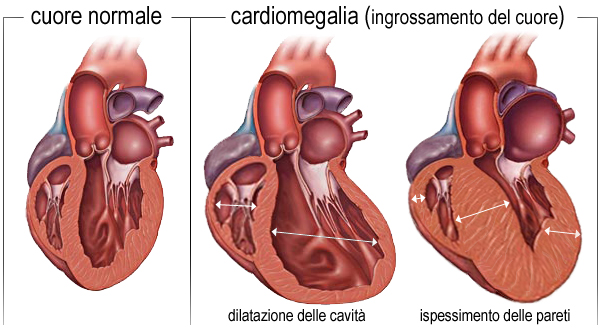 cuore normale
cardiomegalia (ingrossamento del cuore)
dilatazione delle cavità
ispessimento delle pareti